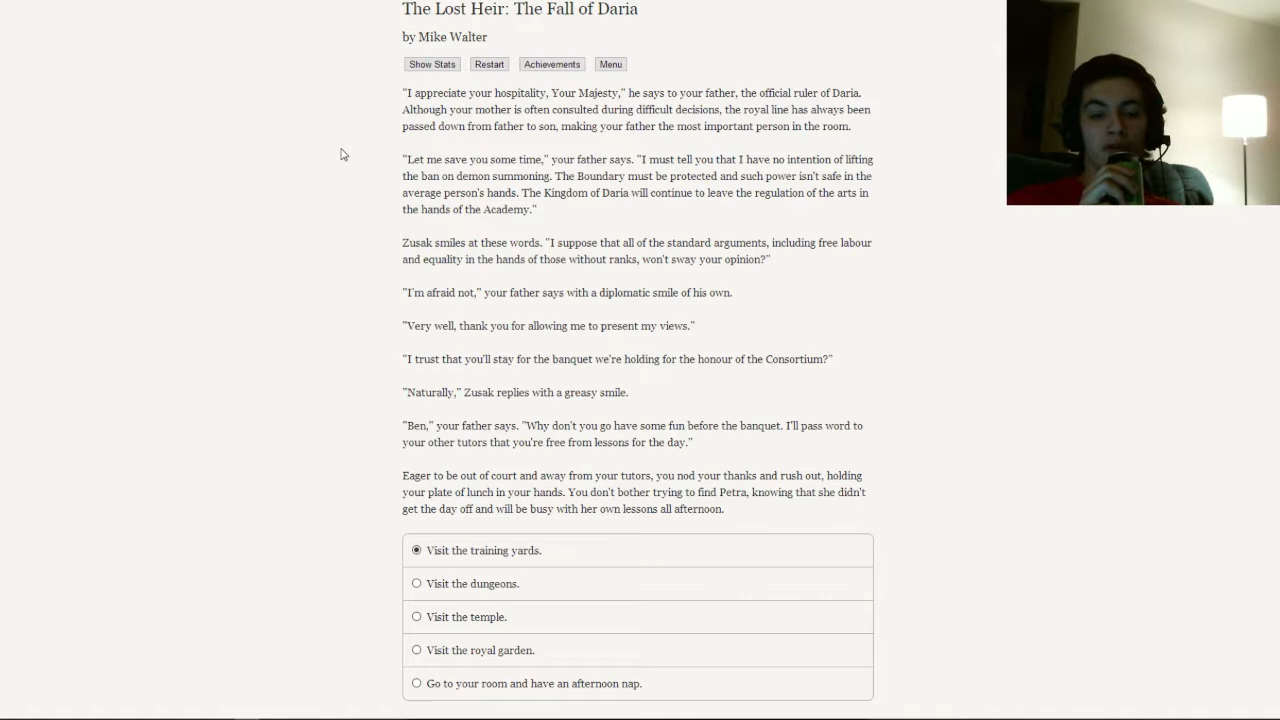 The Lost Heir: The Fall of Daria
by Mike Walter
Show Stats Restart Achievements Menu
"I appreciate your hospitality, Your Majesty," he says to your father, the official ruler of Daria.
Although your mother is often consulted during difficult decisions, the royal line has always been
passed down from father to son, making your father the most important person in the room.
"Let me save you some time," your father says. "I must tell you that I have no intention of lifting
the ban on demon summoning. The Boundary must be protected and such power isn't safe in the
average person's hands. The Kingdom of Daria will continue to leave the regulation of the arts in
the hands of the Academy."
Zusak smiles at these words. "I suppose that all of the standard arguments, including free labour
and equality in the hands of those without ranks, won't sway your opinion?"
"I'm afraid not," your father says with a diplomatic smile of his own.
"Very well, thank you for allowing me to present my views."
"I trust that you'll stay for the banquet we're holding for the honour of the Consortium?"
"Naturally," Zusak replies with a greasy smile.
"Ben," your father says. "Why don't you go have some fun before the banquet. I'll pass word to
your other tutors that you're free from lessons for the day."
Eager to be out of court and away from your tutors, you nod your thanks and rush out, holding
your plate of lunch in your hands. You don't bother trying to find Petra, knowing that she didn't
get the day off and will be busy with her own lessons all afternoon.
Visit the training yards.
Visit the dungeons.
Visit the temple.
Visit the royal garden.
Go to your room and have an afternoon nap.